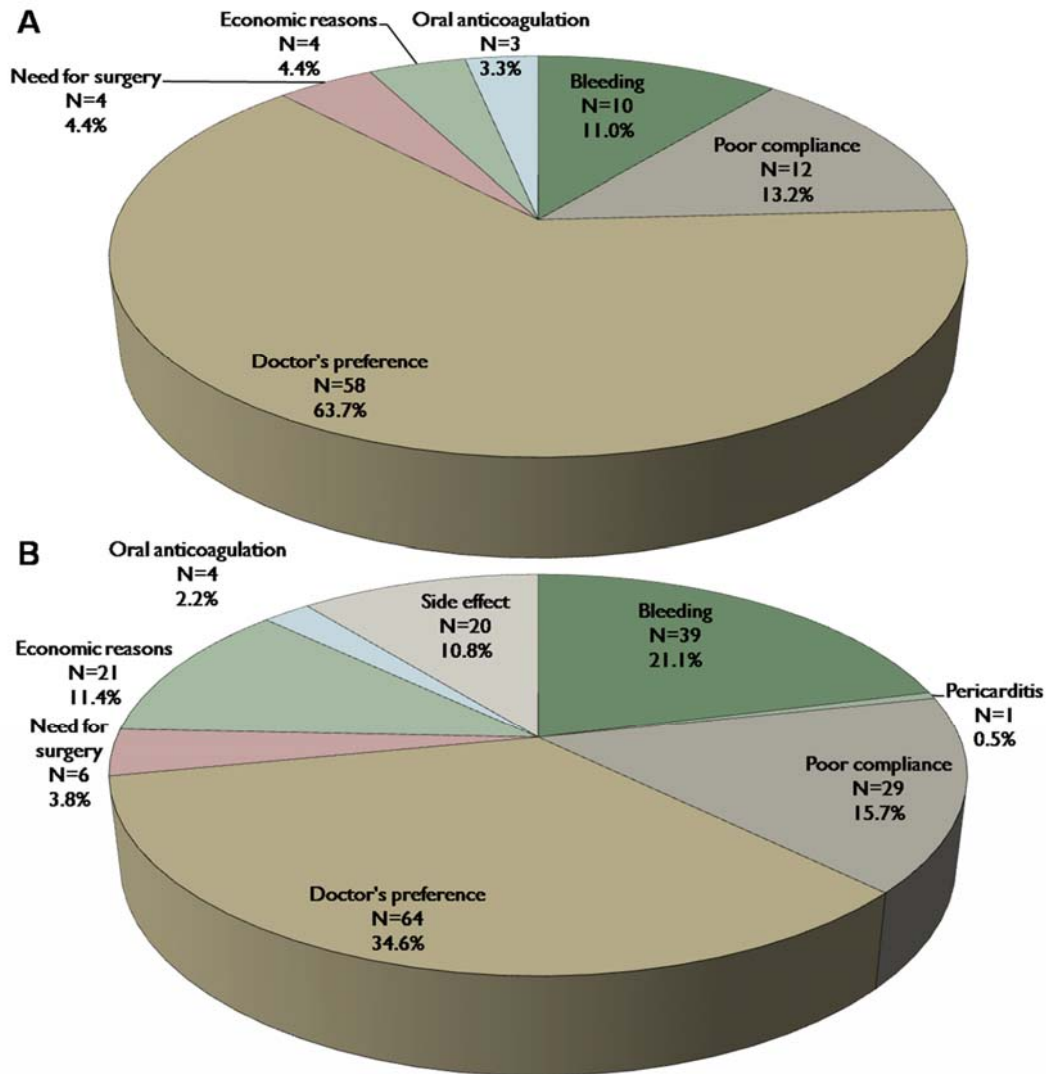 A
Economic reasons
N=4
4.4%
Oral anticoagulation
N=3
3.3%
Need for surgery
N=4
4.4%
Bleeding
N=10
11.0%
Poor compliance
N=12
13.2%
Doctor's preference
N=58
63.7%
B
Oral anticoagulation
N=4
2.2%
Side effect
N=20
10.8%
Bleeding
N=39
21.1%
Economic reasons
N=21
11.4%
Pericarditis
N=1
0.5%
Need for
surgery
N=6
3.8%
Poor compliance
N=29
15.7%
Doctor's preference
N=64
34.6%